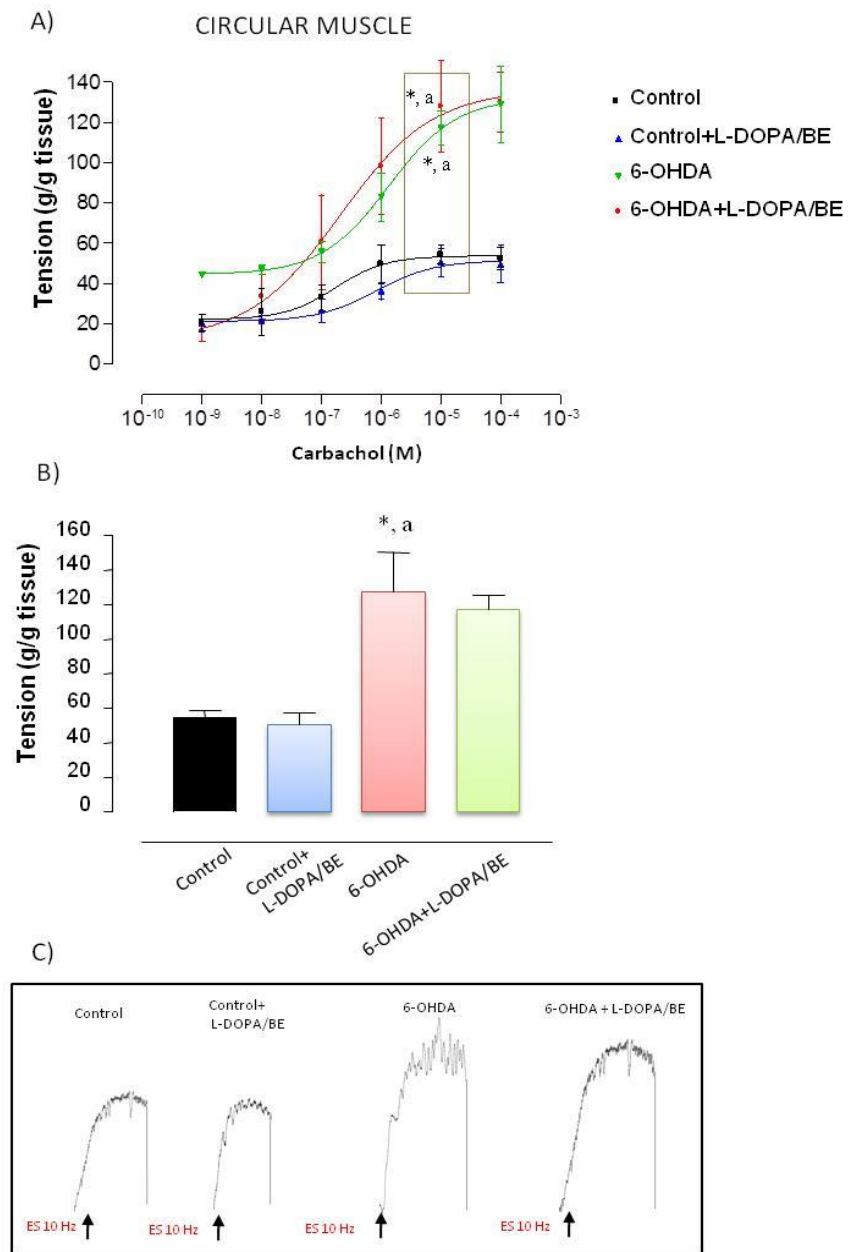 A)
CIRCULAR MUSCLE
Tension (g/g tissue)
140
120
100
80
60
40
20
0
*, a
*, a
10-10 10-9 10-8 10-7 10-6 10-5 10-4 10-3
Carbachol (M)
Control
Control+L-DOPA/BE
6-OHDA
6-OHDA+L-DOPA/BE
B)
Tension (g/g tissue)
160
140
120
100
80
60
40
20
0
*, a
Control
Control+
L-DOPA/BE
6-OHDA
6-OHDA+L-DOPA/BE
C)
Control
Control+
L-DOPA/BE
6-OHDA
6-OHDA + L-DOPA/BE
ES 10 Hz
ES 10 Hz
ES 10 Hz
ES 10 Hz